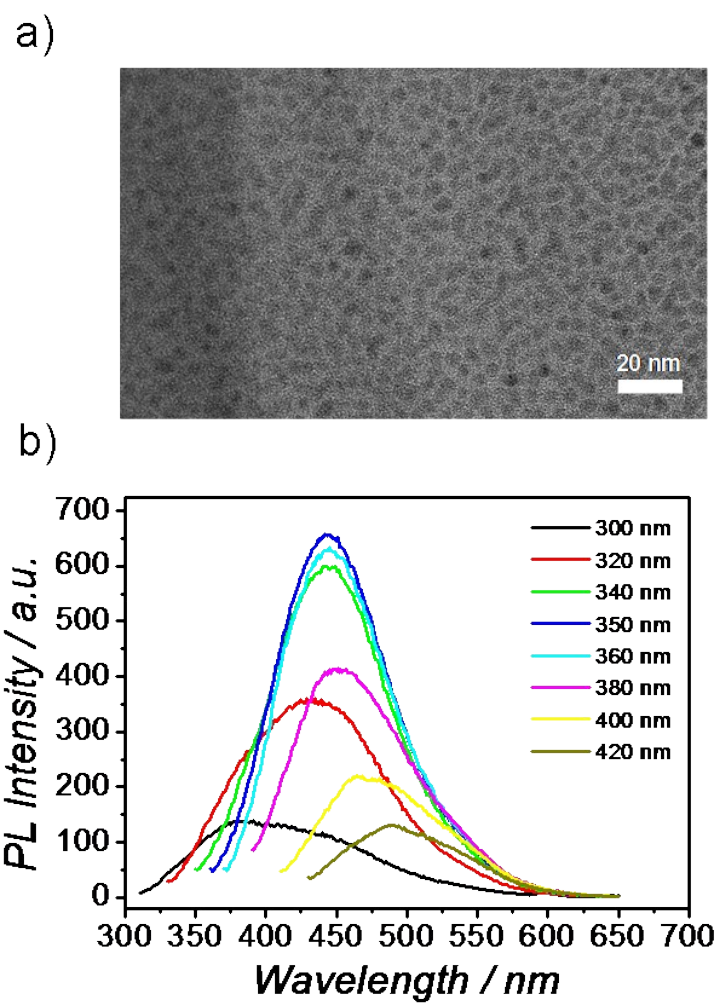 a)
20 nm
b)
PL Intensity / a.u.
700
600
500
400
300
200
100
0
300 nm
320 nm
340 nm
350 nm
360 nm
380 nm
400 nm
420 nm
300 350 400 450 500 550 600 650 700
Wavelength / nm